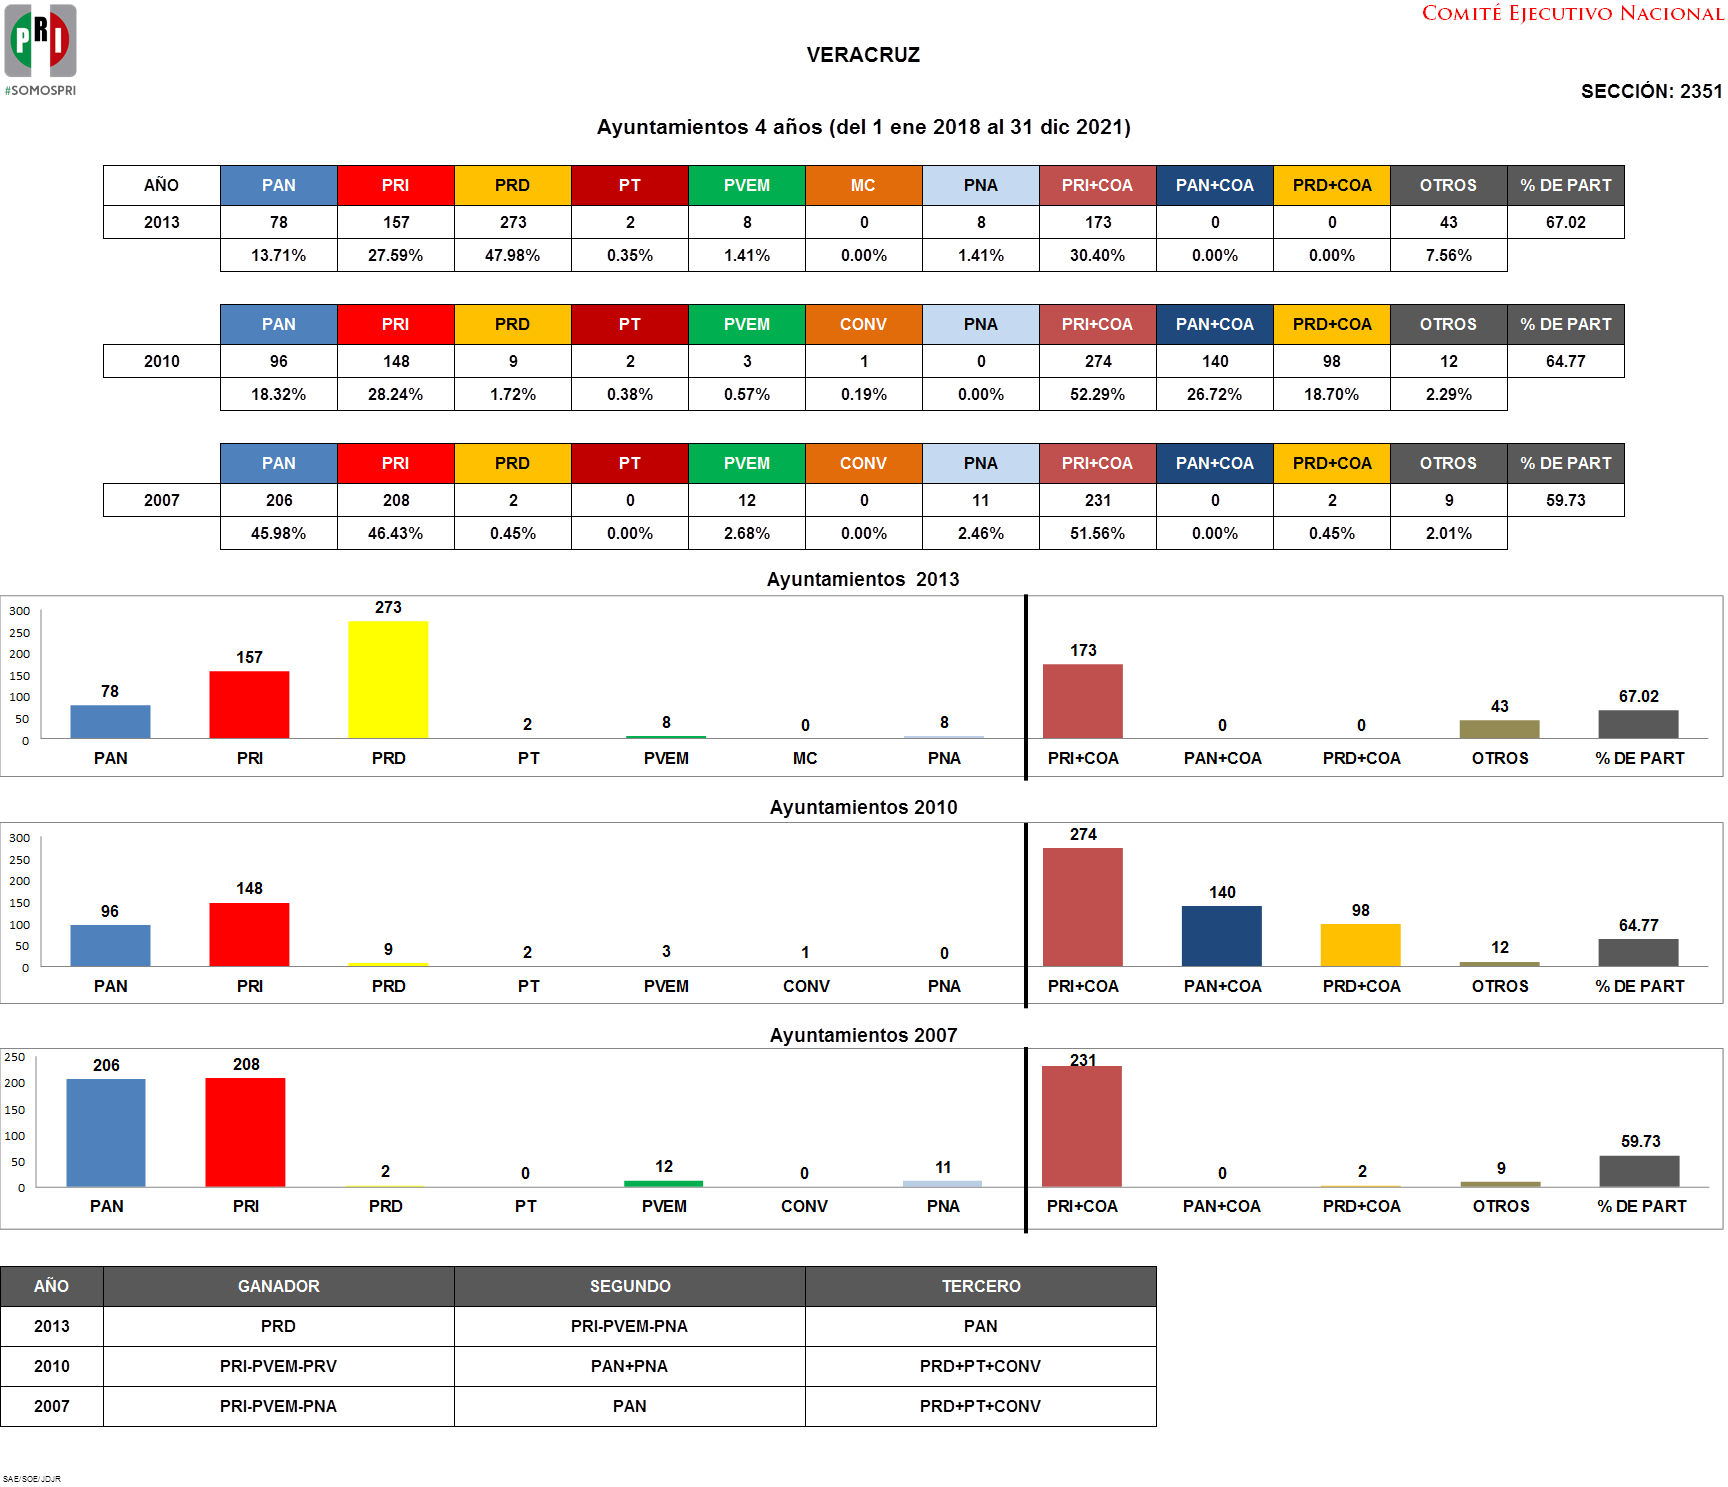 PRI
#SOMOSPRI
COMITÉ EJECUTIVO NACIONAL
VERACRUZ
SECCIÓN: 2351
Ayuntamientos 4 años (del 1 ene 2018 al 31 dic 2021)
AÑO PAN PRI PRD PT PVEM MC PNA PRI+COA PAN+COA PRD+COA OTROS % DE PART
2013 78 157 273 2 8 0 8 173 0 0 43 67.02
13.71% 27.59% 47.98% 0.35% 1.41% 0.00% 1.41% 30.40% 0.00% 0.00% 7.56%
PAN PRI PRD PT PVEM CONV PNA PRI+COA PAN+COA PRD+COA OTROS % DE PART
2010 96 148 9 2 3 1 0 274 140 98 12 64.77
18.32% 28.24% 1.72% 0.38% 0.57% 0.19% 0.00% 52.29% 26.72% 18.70% 2.29%
PAN PRI PRD PT PVEM CONV PNA PRI+COA PAN+COA PRD+COA OTROS % DE PART
2007 206 208 2 0 12 0 11 231 0 2 9 59.73
45.98% 46.43% 0.45% 0.00% 2.68% 0.00% 2.46% 51.56% 0.00% 0.45% 2.01%
Ayuntamientos 2013
300
250
200
150
100
50
0
78 157 273 2 8 0 8 173 0 0 43 67.02
PAN PRI PRD PT PVEM MC PNA PRI+COA PAN+COA PRD+COA OTROS % DE PART
Ayuntamientos 2010
300
250
200
150
100
50
0
96 148 9 2 3 1 0 274 140 98 12 64.77
PAN PRI PRD PT PVEM CONV PNA PRI+COA PAN+COA PRD+COA OTROS % DE PART
Ayuntamientos 2007
250
200
150
100
50
0
206 208 2 0 12 0 11 231 0 2 9 59.73
PAN PRI PRD PT PVEM CONV PNA PRI+COA PAN+COA PRD+COA OTROS % DE PART
AÑO GANADOR SEGUNDO TERCERO
2013 PRD PRI-PVEM-PNA PAN
2010 PRI-PVEM-PRV PAN+PNA PRD+PT+CONV
2007 PRI-PVEM-PNA PAN PRD+PT+CONV
SAE/SOE/JDJR